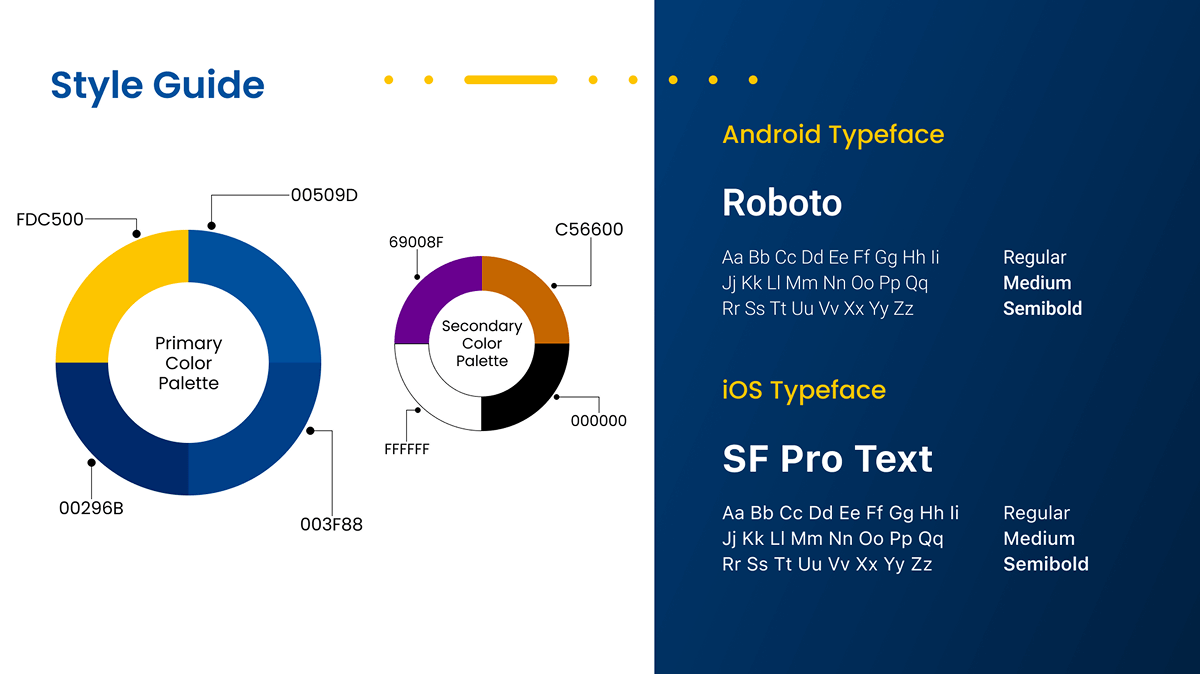 Style Guide
FDC500
00509D
Primary
Color
Palette
00296B
003F88
69008F
C56600
Secondary
Color
Palette
FFFFFF
000000
Android Typeface
Roboto
Aa Bb Cc Dd Ee Ff Gg Hh Ii
Jj Kk Ll Mm Nn Oo Pp Qq
Rr Ss Tt Uu Vv Xx Yy Zz
Regular
Medium
Semibold
iOS Typeface
SF Pro Text
Aa Bb Cc Dd Ee Ff Gg Hh Ii
Jj Kk Ll Mm Nn Oo Pp Qq
Rr Ss Tt Uu Vv Xx Yy Zz
Regular
Medium
Semibold